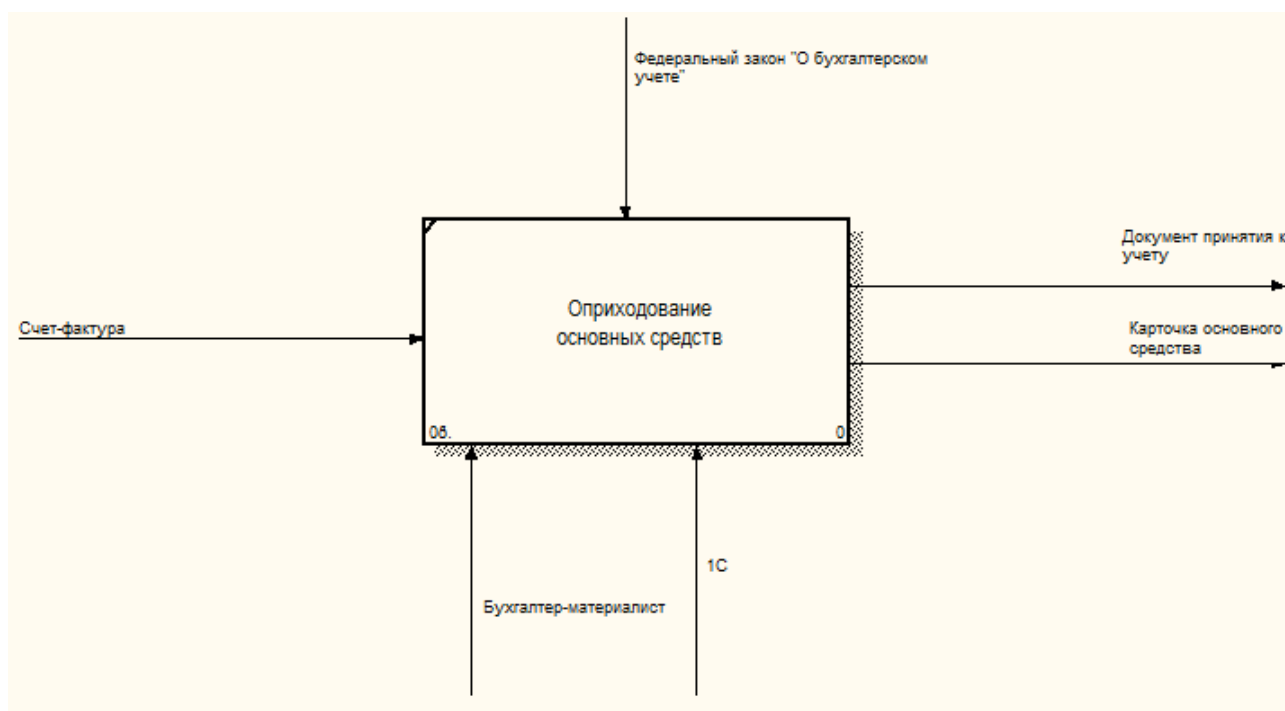 Федеральный закон "О бухгалтерском
учете"
Документ принятия к
учету
Оприходование
основных средств
Счет-фактура
Карточка основного
средства
0б.
0
1С
Бухгалтер-материалист